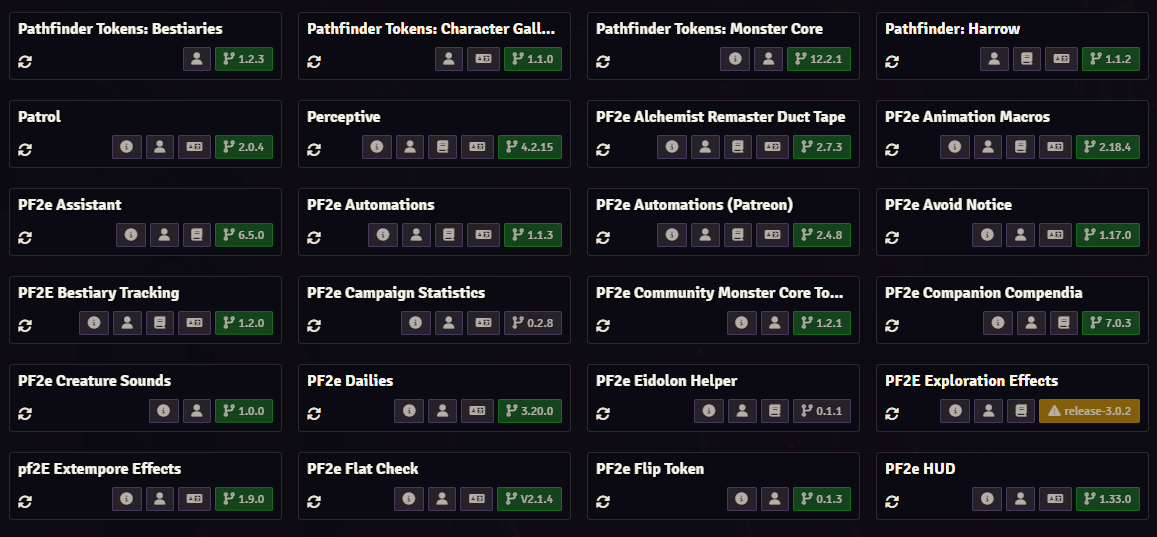 Pathfinder Tokens: Bestiaries
1.2.3
Pathfinder Tokens: Character Gall...
1.1.0
Pathfinder Tokens: Monster Core
12.2.1
Pathfinder: Harrow
1.1.2
Patrol
2.0.4
Perceptive
4.2.15
PF2e Alchemist Remaster Duct Tape
2.7.3
PF2e Animation Macros
2.18.4
PF2e Assistant
6.5.0
PF2e Automations
1.1.3
PF2e Automations (Patreon)
2.4.8
PF2e Avoid Notice
1.17.0
PF2E Bestiary Tracking
1.2.0
PF2e Campaign Statistics
0.2.8
PF2e Community Monster Core To...
1.2.1
PF2e Companion Compendia
7.0.3
PF2e Creature Sounds
1.0.0
PF2e Dailies
3.20.0
PF2e Eidolon Helper
0.1.1
PF2E Exploration Effects
release-3.0.2
pf2E Extempore Effects
1.9.0
PF2e Flat Check
V2.1.4
PF2e Flip Token
0.1.3
PF2e HUD
1.33.0